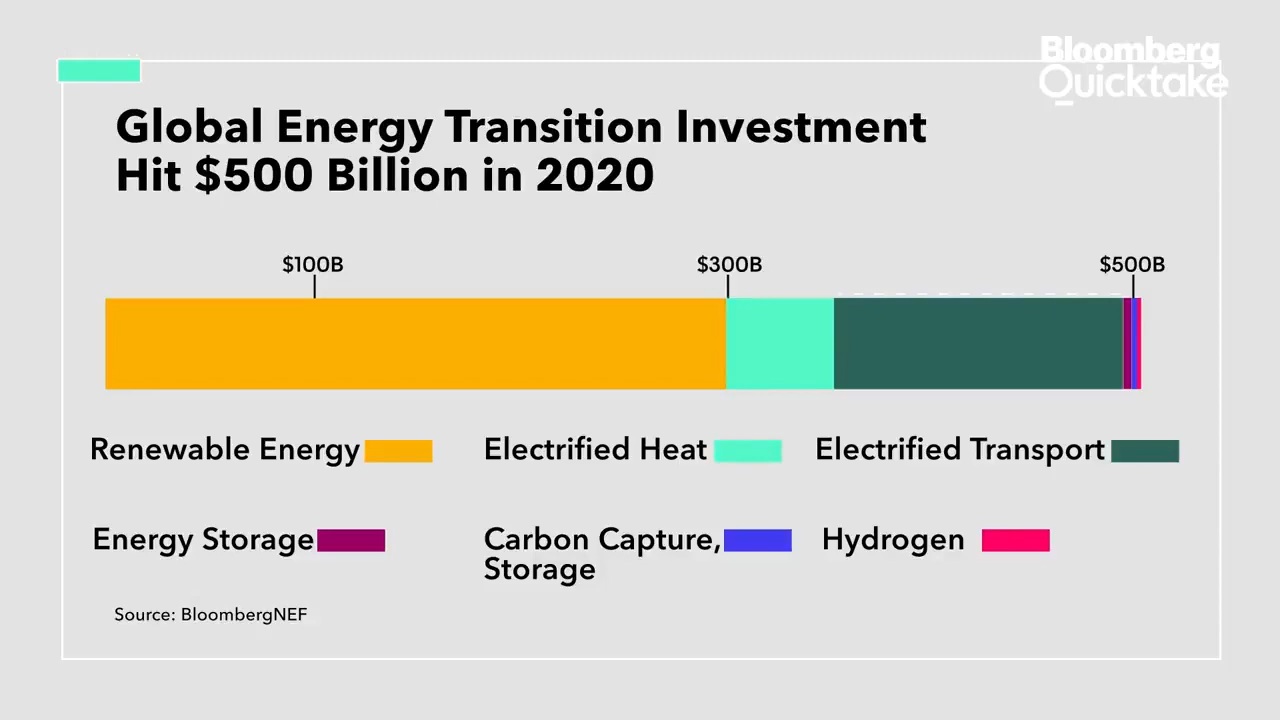 Bloomberg
Quicktake
Global Energy Transition Investment
Hit $500 Billion in 2020
$100B
$300B
$500B
Renewable Energy
Electrified Heat
Electrified Transport
Energy Storage
Carbon Capture,
Storage
Hydrogen
Source: BloombergNEF